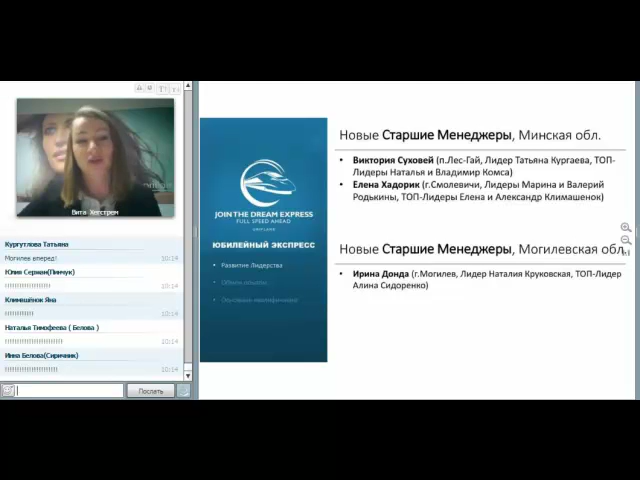 Вита Хегстрем
Кургутлова Татьяна
Могилев вперед!
10:14
Юлия Серман(Пинчук)
!!!!!!!!!!!!!!!!!!!!!
10:14
Климашёнок Яна
!!!!!!!!!!!!!
10:14
Наталья Тимофеева ( Белова )
!!!!!!!!!!!!!!!!!!!!!!!!!!
10:14
Инна Белова(Сиричник)
!!!!!!!!!!!!!!!!!!!!!!!!
10:14
Послать
JOIN THE DREAM EXPRESS
FULL SPEED AHEAD
ORIFLAME
ЮБИЛЕЙНЫЙ ЭКСПРЕСС
• Развитие Лидерства
Новые Старшие Менеджеры, Минская обл.
• Виктория Суховей (п.Лес-Гай, Лидер Татьяна Кургаева, ТОП-
Лидеры Наталья и Владимир Комса)
• Елена Хадорик (г.Смолевичи, Лидеры Марина и Валерий
Родькины, ТОП-Лидеры Елена и Александр Климашенок)
Новые Старшие Менеджеры, Могилевская обл.
• Ирина Донда (г.Могилев, Лидер Наталия Круковская, ТОП-Лидер
Алина Сидоренко)